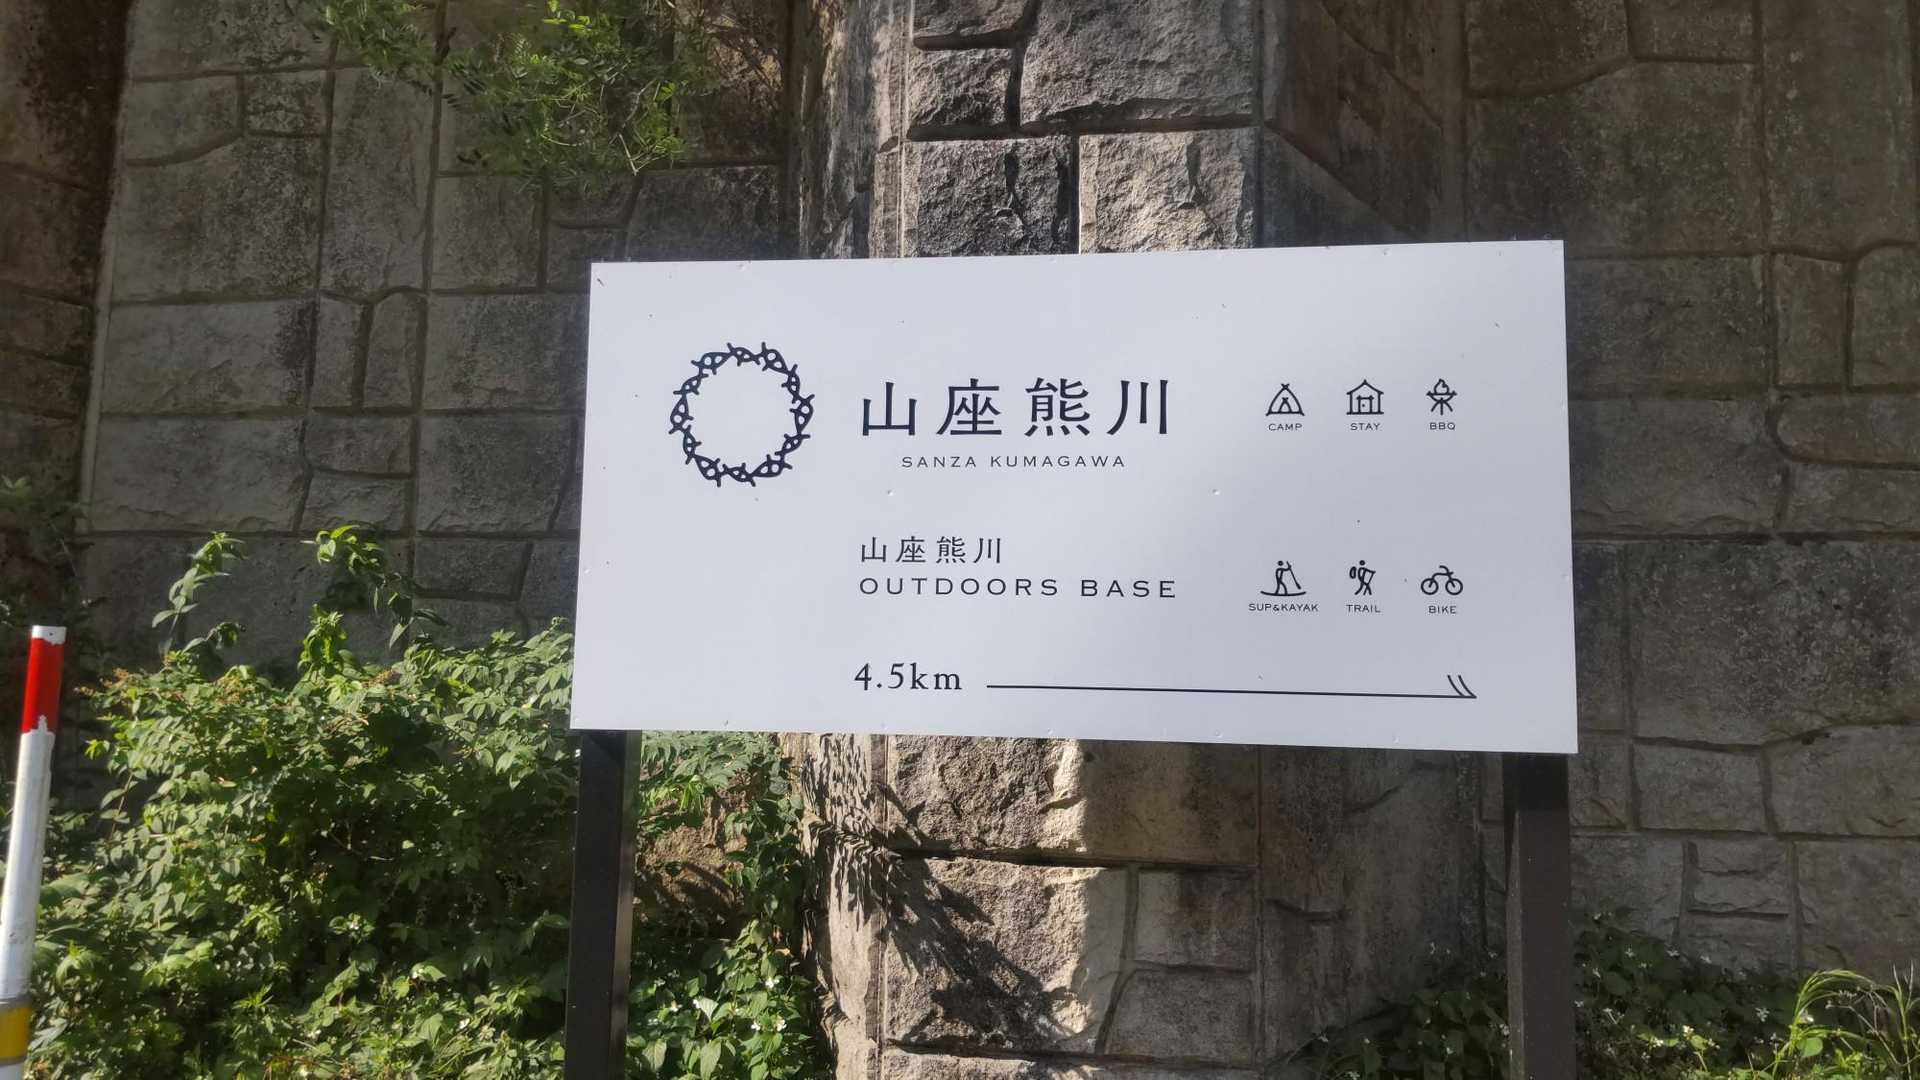 山座熊川
SANZA KUMAGAWA
CAMP STAY BBQ
山座熊川
OUTDOORS BASE
SUP&KAYAK TRAIL BIKE
4.5km